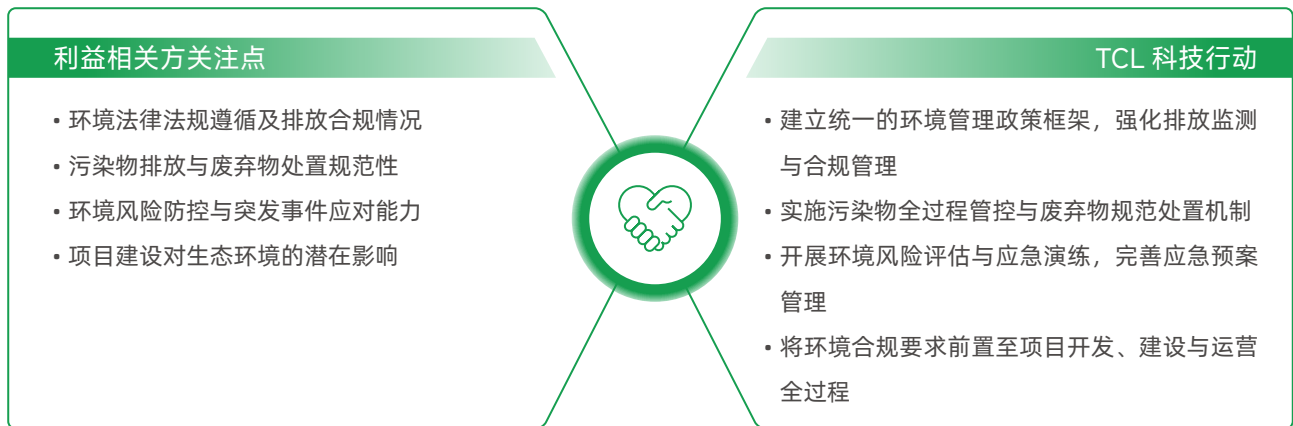 利益相关方关注点
• 环境法律法规遵循及排放合规情况
• 污染物排放与废弃物处置规范性
• 环境风险防控与突发事件应对能力
• 项目建设对生态环境的潜在影响
TCL 科技行动
• 建立统一的环境管理政策框架，强化排放监测
与合规管理
• 实施污染物全过程管控与废弃物规范处置机制
• 开展环境风险评估与应急演练，完善应急预案
管理
• 将环境合规要求前置至项目开发、建设与运营
全过程